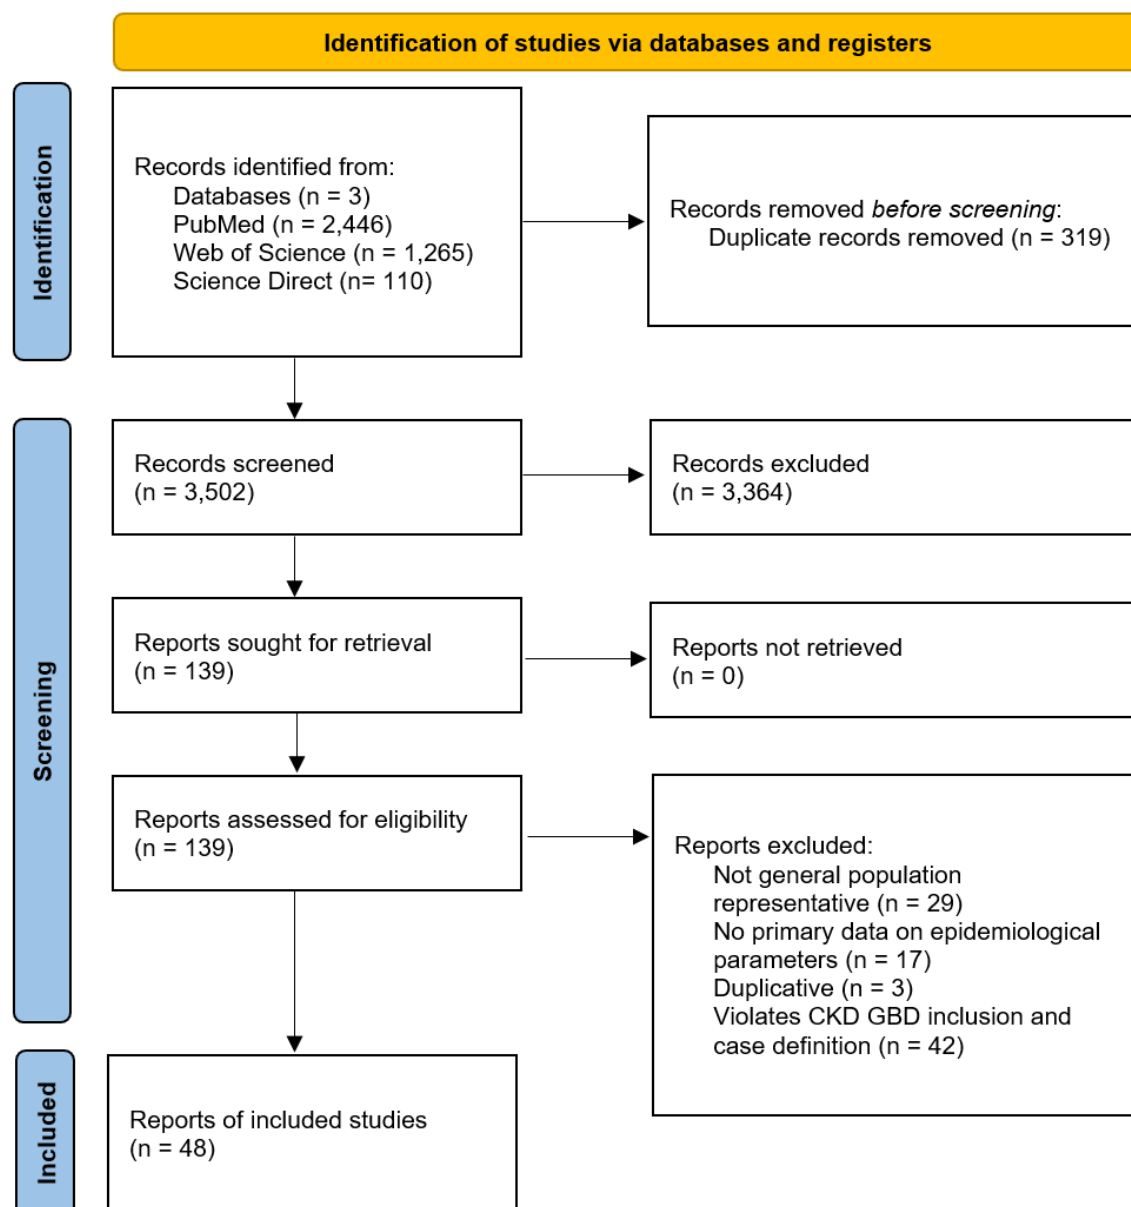 Identification of studies via databases and registers
Identification
Records identified from:
Databases (n = 3)
PubMed (n = 2,446)
Web of Science (n = 1,265)
Science Direct (n= 110)
Records removed before screening:
Duplicate records removed (n = 319)
Screening
Records screened
(n = 3,502)
Records excluded
(n = 3,364)
Reports sought for retrieval
(n = 139)
Reports not retrieved
(n = 0)
Reports assessed for eligibility
(n = 139)
Reports excluded:
Not general population
representative (n = 29)
No primary data on epidemiological
parameters (n = 17)
Duplicative (n = 3)
Violates CKD GBD inclusion and
case definition (n = 42)
Included
Reports of included studies
(n = 48)